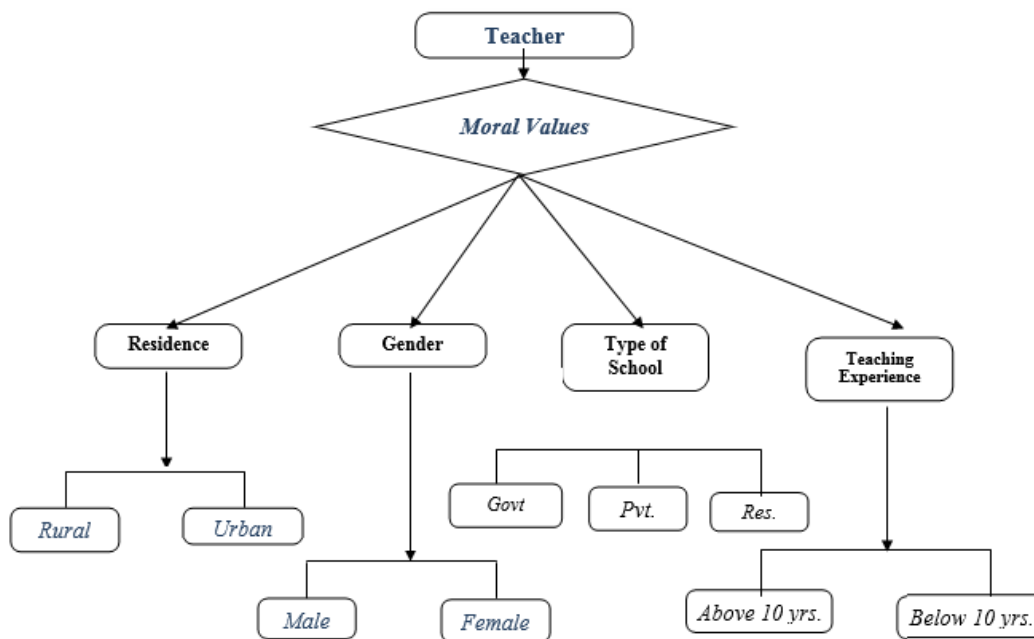 Teacher
Moral Values
Residence
Gender
Type of
School
Teaching
Experience
Govt
Pvt.
Res.
Rural
Urban
Male
Female
Above 10 yrs.
Below 10 yrs.